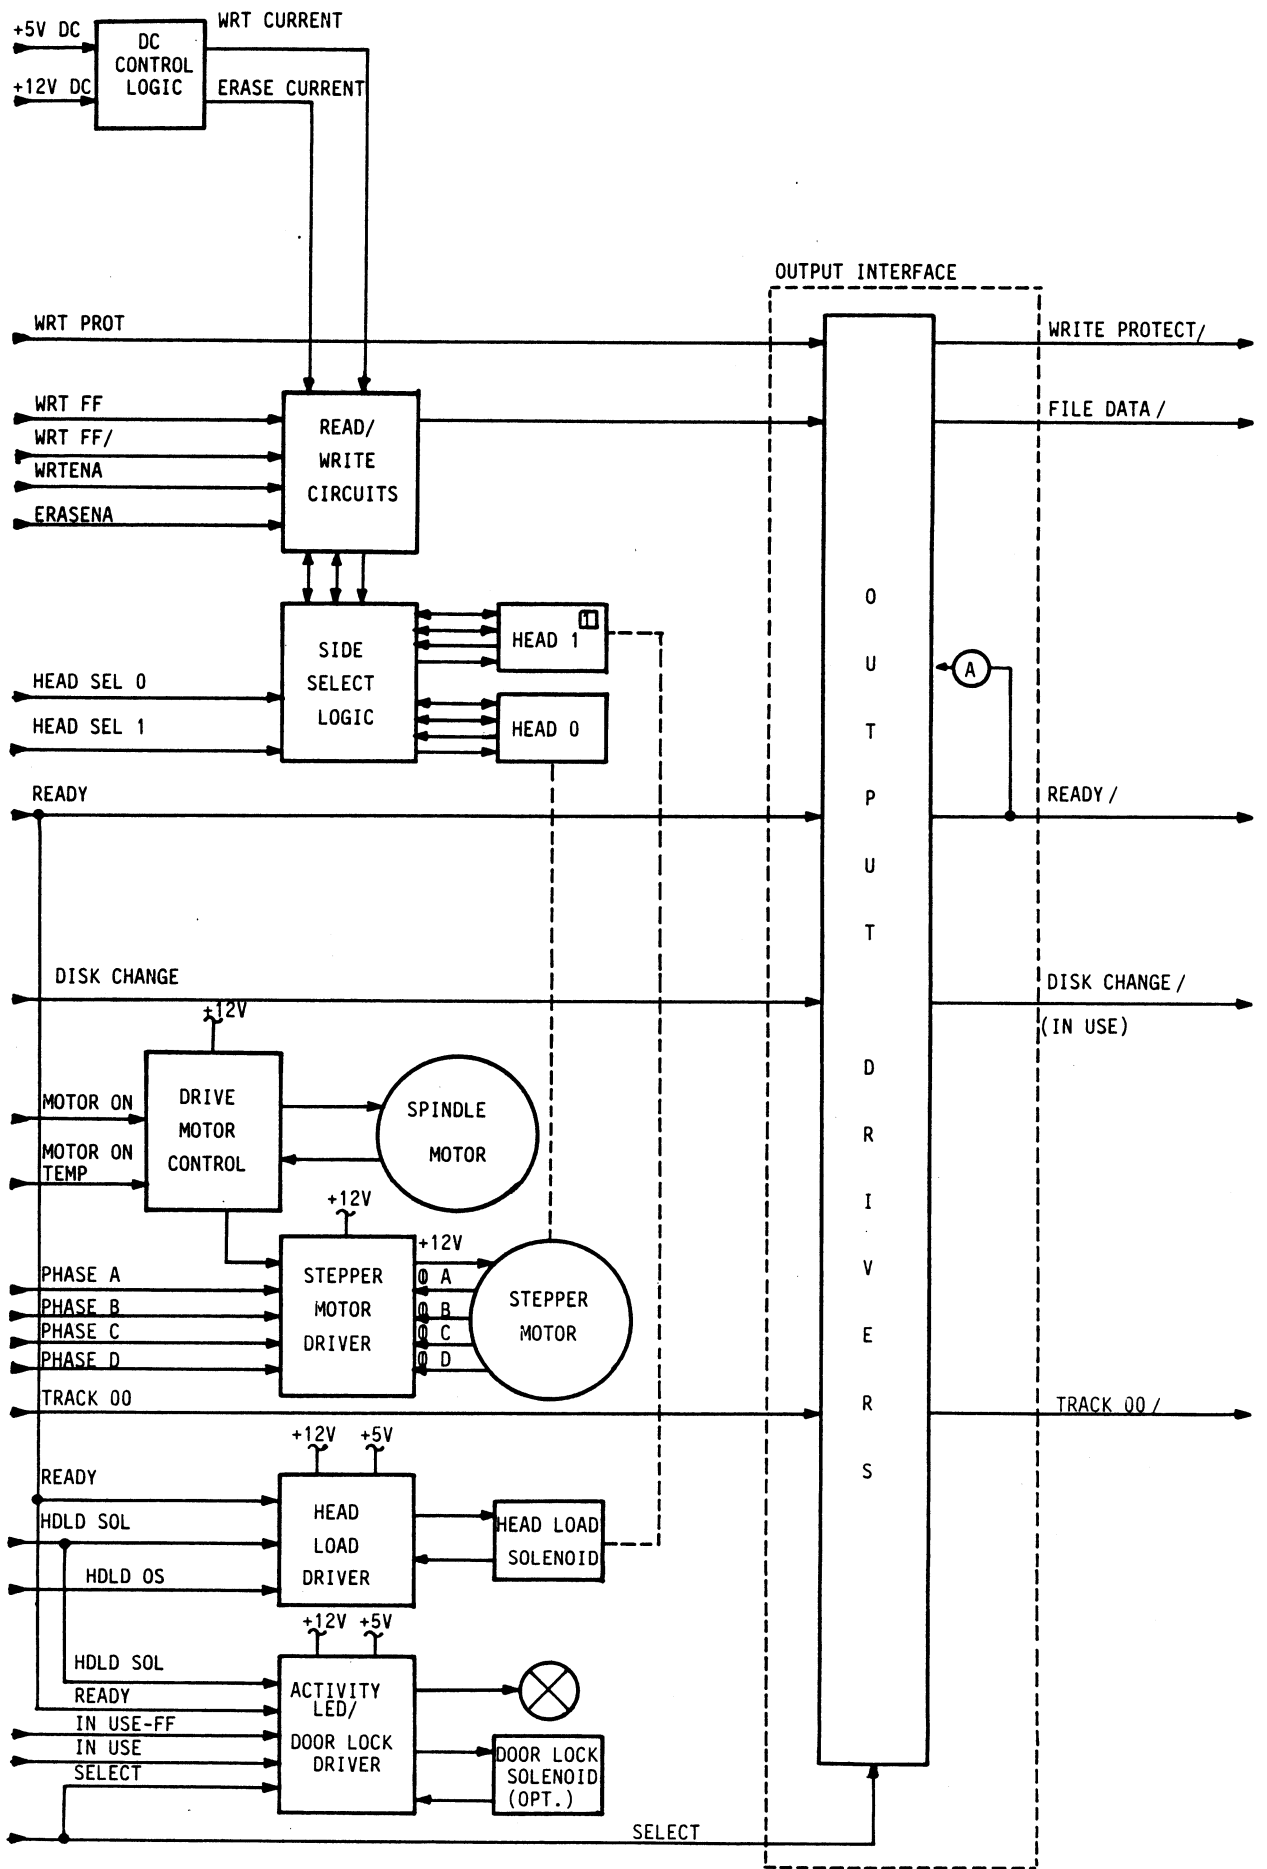 +5V DC
+12V DC
DC
CONTROL
LOGIC
WRT CURRENT
ERASE CURRENT
OUTPUT INTERFACE
WRT PROT
WRITE PROTECT/
WRT FF
WRT FF/
WRTENA
ERASENA
READ/
WRITE
CIRCUITS
FILE DATA/
SIDE
SELECT
LOGIC
HEAD 1
1
HEAD 0
HEAD SEL 0
HEAD SEL 1
A
READY
READY/
DISK CHANGE
DISK CHANGE/
(IN USE)
+12V
DRIVE
MOTOR
CONTROL
MOTOR ON
MOTOR ON
TEMP
SPINDLE
MOTOR
+12V
STEPPER
MOTOR
DRIVER
+12V
Φ A
Φ B
Φ C
Φ D
STEPPER
MOTOR
PHASE A
PHASE B
PHASE C
PHASE D
TRACK 00
TRACK 00/
+12V
+5V
READY
HDLD SOL
HDLD OS
HEAD
LOAD
DRIVER
HEAD LOAD
SOLENOID
+12V
+5V
HDLD SOL
READY
IN USE-FF
IN USE
SELECT
ACTIVITY
LED/
DOOR LOCK
DRIVER
DOOR LOCK
SOLENOID
(OPT.)
SELECT
O
U
T
P
U
T
D
R
I
V
E
R
S